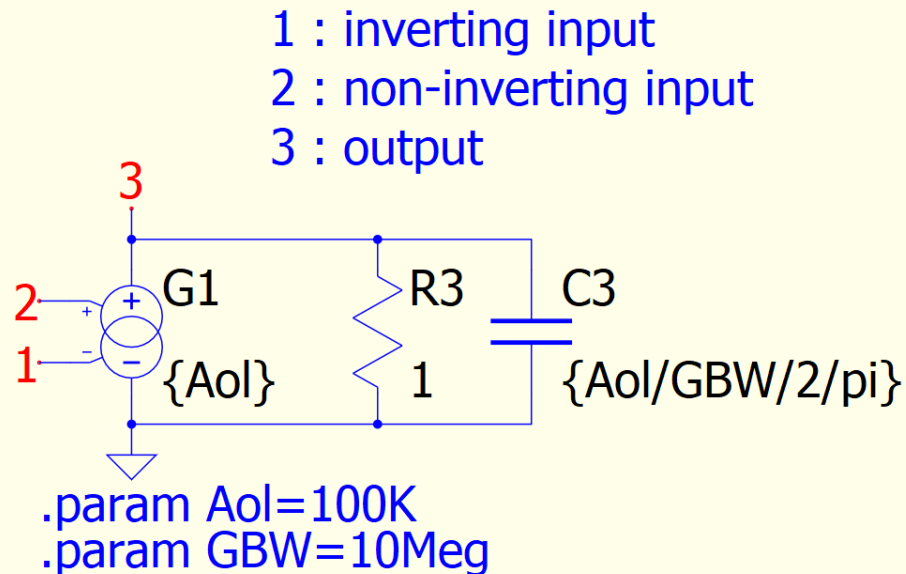 1 : inverting input
2 : non-inverting input
3 : output
3
2 + + G1 R3 C3
1 - - {Aol} 1 {Aol/GBW/2/pi}
.param Aol=100K
.param GBW=10Meg